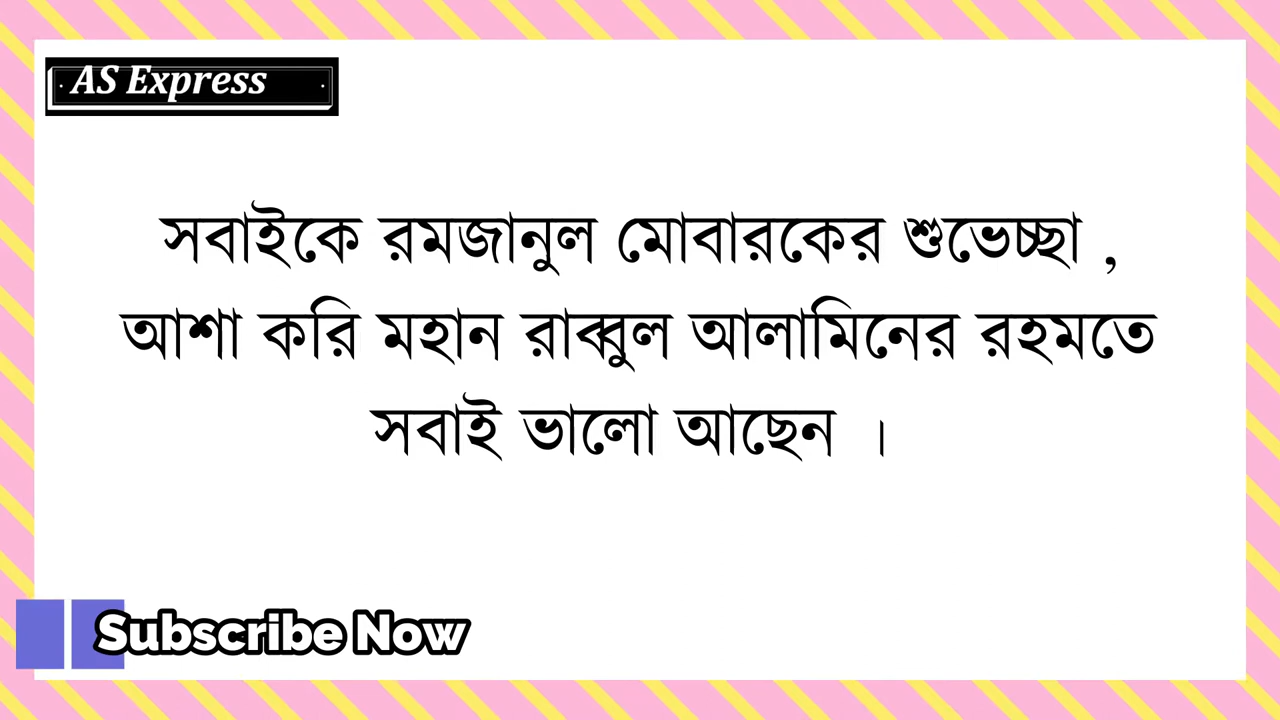 AS Express
সবাইকে রমজানুল মোবারকের শুভেচ্ছা ,
আশা করি মহান রাব্বুল আলামিনের রহমতে
সবাই ভালো আছেন ।
Subscribe Now